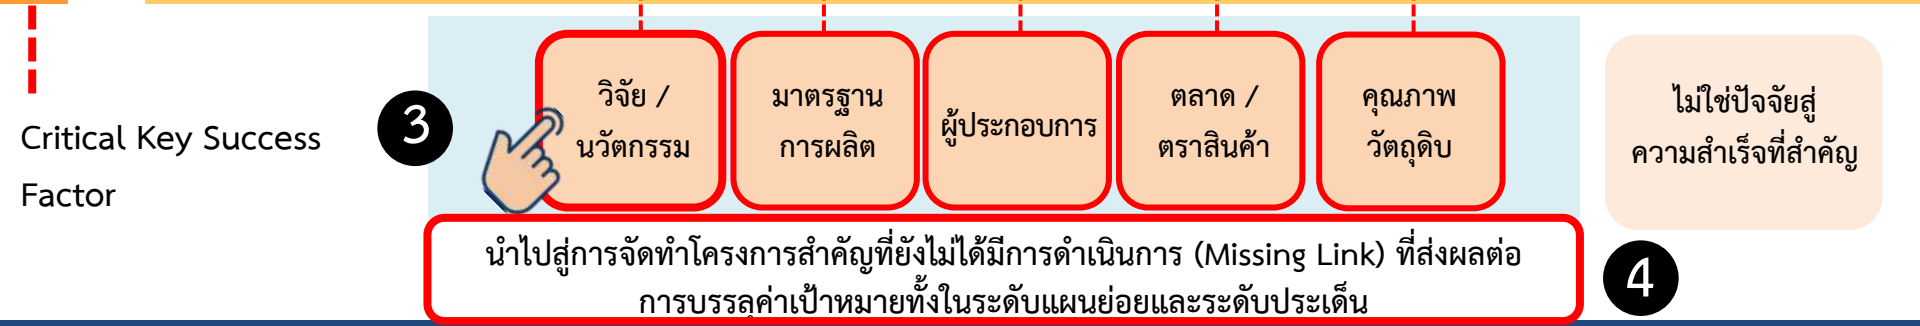 Critical Key Success
Factor
3
วิจัย /
นวัตกรรม
มาตรฐาน
การผลิต
ผู้ประกอบการ
ตลาด /
ตราสินค้า
คุณภาพ
วัตถุดิบ
ไม่ใช่ปัจจัยสู่
ความสำเร็จที่สำคัญ
นำไปสู่การจัดทำโครงการสำคัญที่ยังไม่ได้มีการดำเนินการ (Missing Link) ที่ส่งผลต่อ
การบรรลุค่าเป้าหมายทั้งในระดับแผนย่อยและระดับประเด็น
4